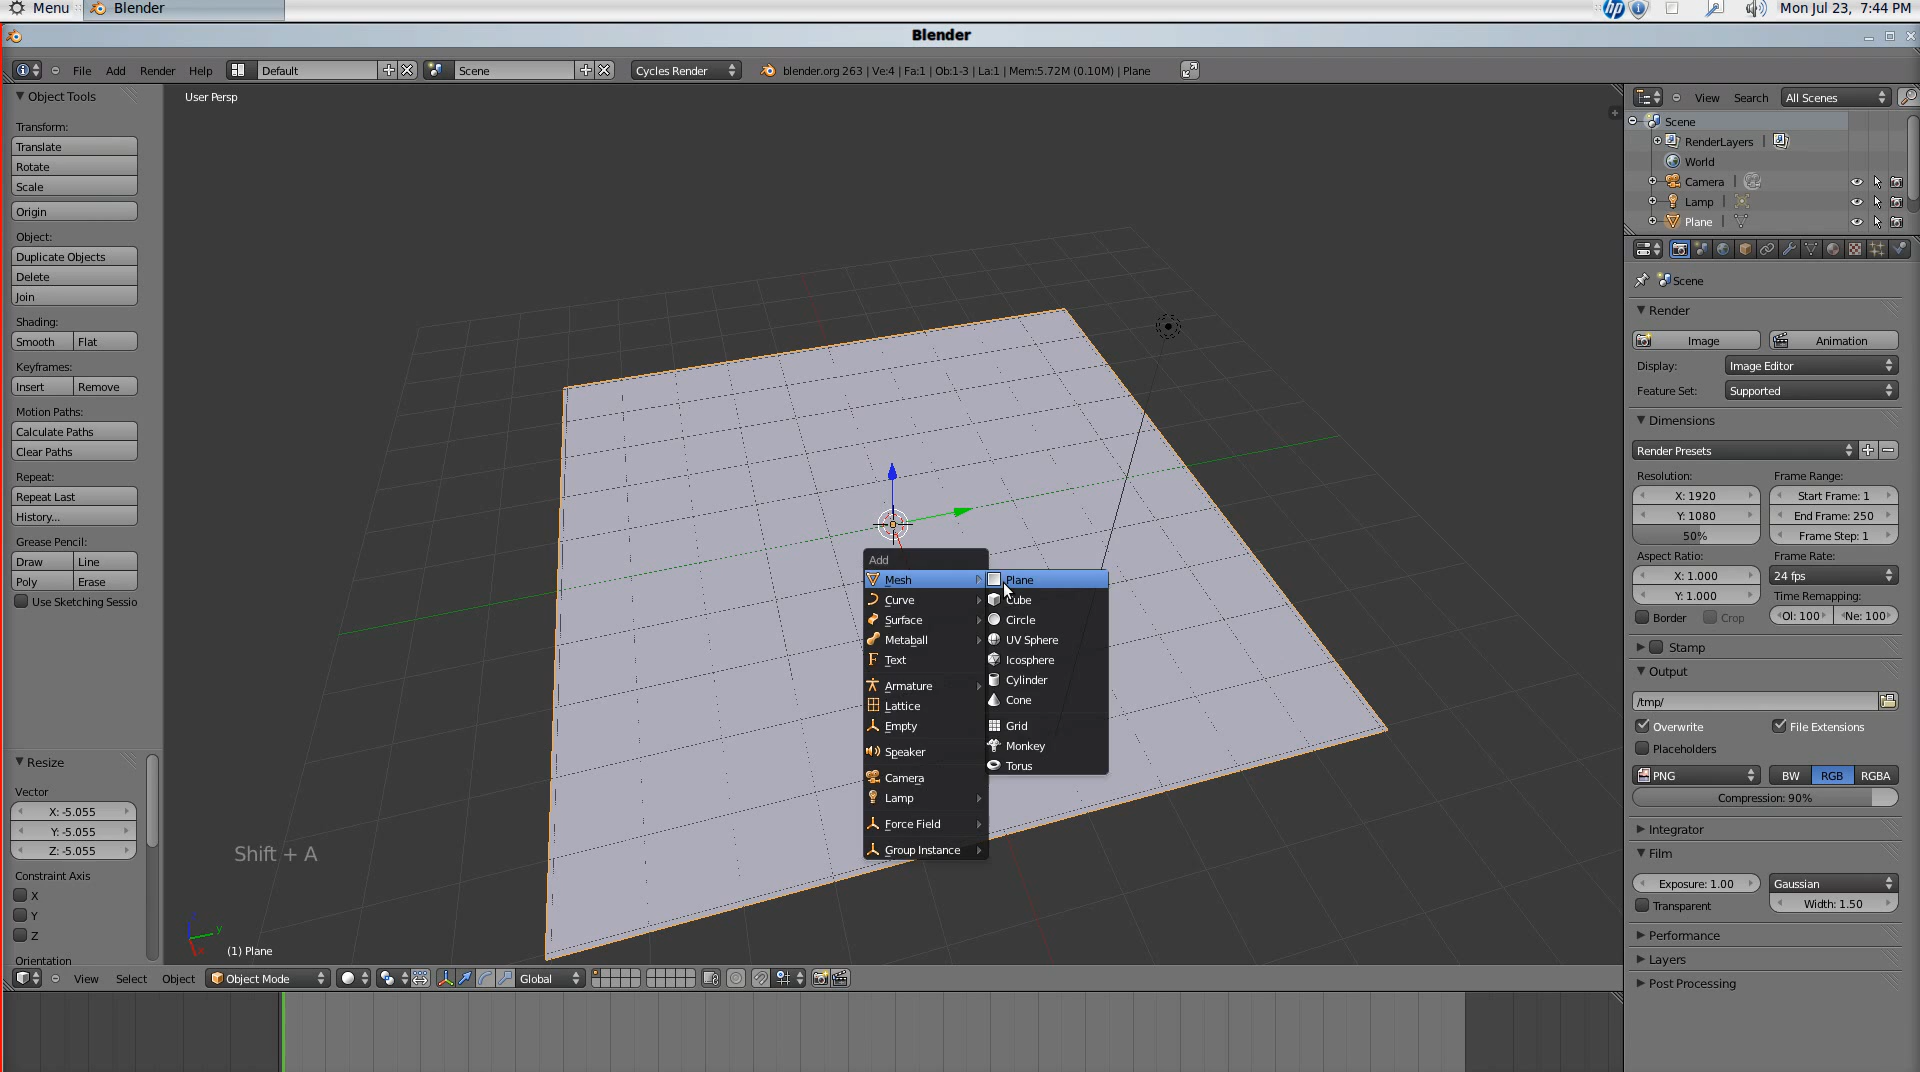 Menu
Blender
Mon Jul 23, 7:44 PM
Blender
File Add Render Help
Default
Scene
Cycles Render
blender.org 263 | Ve:4 | Fa:1 | Ob:1-3 | La:1 | Mem:5.72M (0.10M) | Plane
Object Tools
Transform:
Translate
Rotate
Scale
Origin
Object:
Duplicate Objects
Delete
Join
Shading:
Smooth Flat
Keyframes:
Insert Remove
Motion Paths:
Calculate Paths
Clear Paths
Repeat:
Repeat Last
History...
Grease Pencil:
Draw Line
Poly Erase
Use Sketching Sessio
Resize
Vector
X: -5.055
Y: -5.055
Z: -5.055
Constraint Axis
X
Y
Z
Orientation
User Persp
Shift + A
(1) Plane
Add
Mesh
Curve
Surface
Metaball
Text
Armature
Lattice
Empty
Speaker
Camera
Lamp
Force Field
Group Instance
Plane
Cube
Circle
UV Sphere
Icosphere
Cylinder
Cone
Grid
Monkey
Torus
View Select Object
Object Mode
Global
View Search
All Scenes
Scene
RenderLayers
World
Camera
Lamp
Plane
Scene
Render
Image Animation
Display: Image Editor
Feature Set: Supported
Dimensions
Render Presets
Resolution: Frame Range:
X: 1920 Start Frame: 1
Y: 1080 End Frame: 250
50% Frame Step: 1
Aspect Ratio: Frame Rate:
X: 1.000 24 fps
Y: 1.000 Time Remapping:
Border Crop Ol: 100 Ne: 100
Stamp
Output
/tmp/
Overwrite File Extensions
Placeholders
PNG BW RGB RGBA
Compression: 90%
Integrator
Film
Exposure: 1.00 Gaussian
Transparent Width: 1.50
Performance
Layers
Post Processing